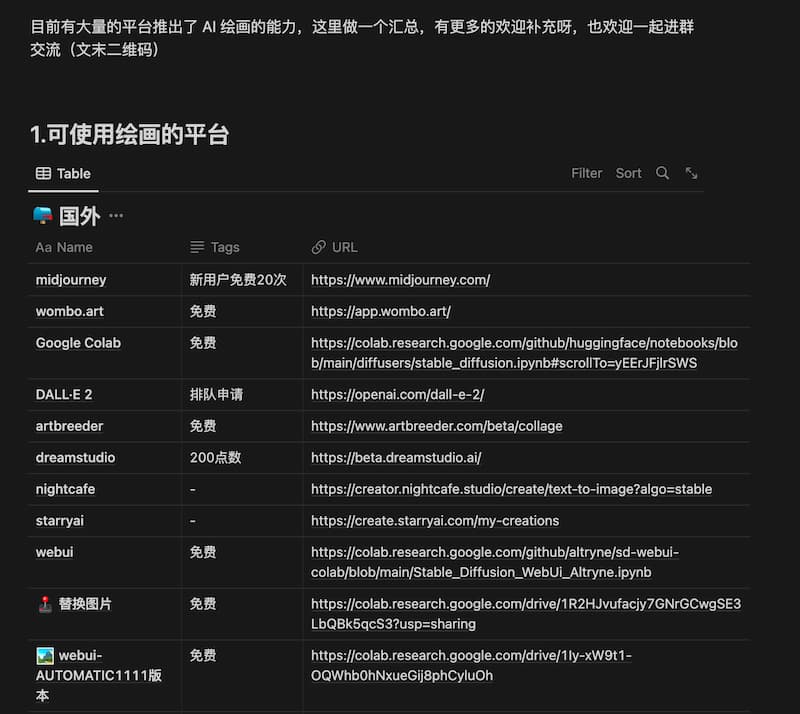 目前有大量的平台推出了 AI 绘画的能力，这里做一个汇总，有更多的欢迎补充呀，也欢迎一起进群
交流（文末二维码）
1.可使用绘画的平台
Table
Filter Sort
国外 ···
Aa Name Tags URL
midjourney 新用户免费20次 https://www.midjourney.com/
wombo.art 免费 https://app.wombo.art/
Google Colab 免费 https://colab.research.google.com/github/huggingface/notebooks/blo
b/main/diffusers/stable_diffusion.ipynb#scrollTo=yEErJFjlrSWS
DALL·E 2 排队申请 https://openai.com/dall-e-2/
artbreeder 免费 https://www.artbreeder.com/beta/collage
dreamstudio 200点数 https://beta.dreamstudio.ai/
nightcafe - https://creator.nightcafe.studio/create/text-to-image?algo=stable
starryai - https://create.starryai.com/my-creations
webui 免费 https://colab.research.google.com/github/altryne/sd-webui-
colab/blob/main/Stable_Diffusion_WebUi_Altryne.ipynb
替换图片 免费 https://colab.research.google.com/drive/1R2HJvufacjy7GNrGCwgSE3
LbQBk5qcS3?usp=sharing
webui- 免费 https://colab.research.google.com/drive/1Iy-xW9t1-
AUTOMATIC1111版 OQWhb0hNxueGij8phCyluOh
本